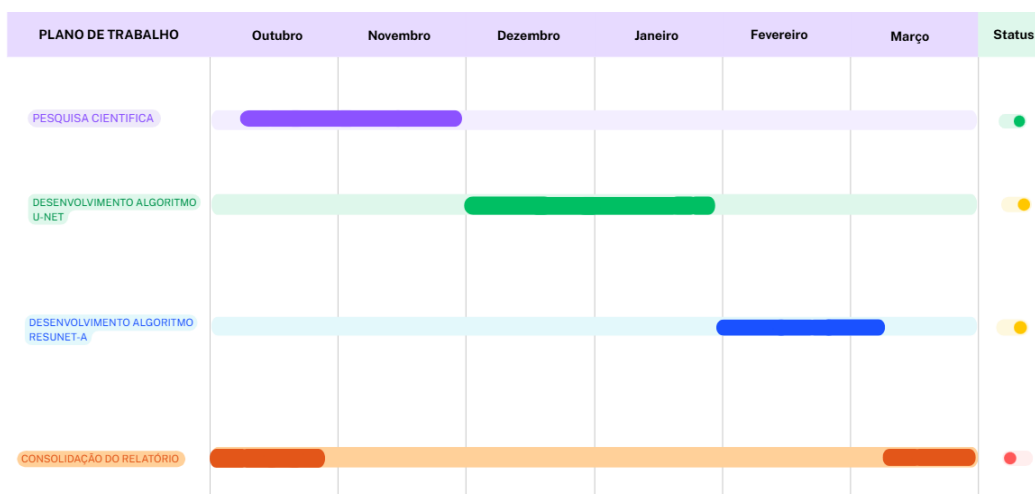 PLANO DE TRABALHO Outubro Novembro Dezembro Janeiro Fevereiro Março Status
PESQUISA CIENTIFICA
DESENVOLVIMENTO ALGORITMO
U-NET
DESENVOLVIMENTO ALGORITMO
RESUNET-A
CONSOLIDAÇÃO DO RELATÓRIO